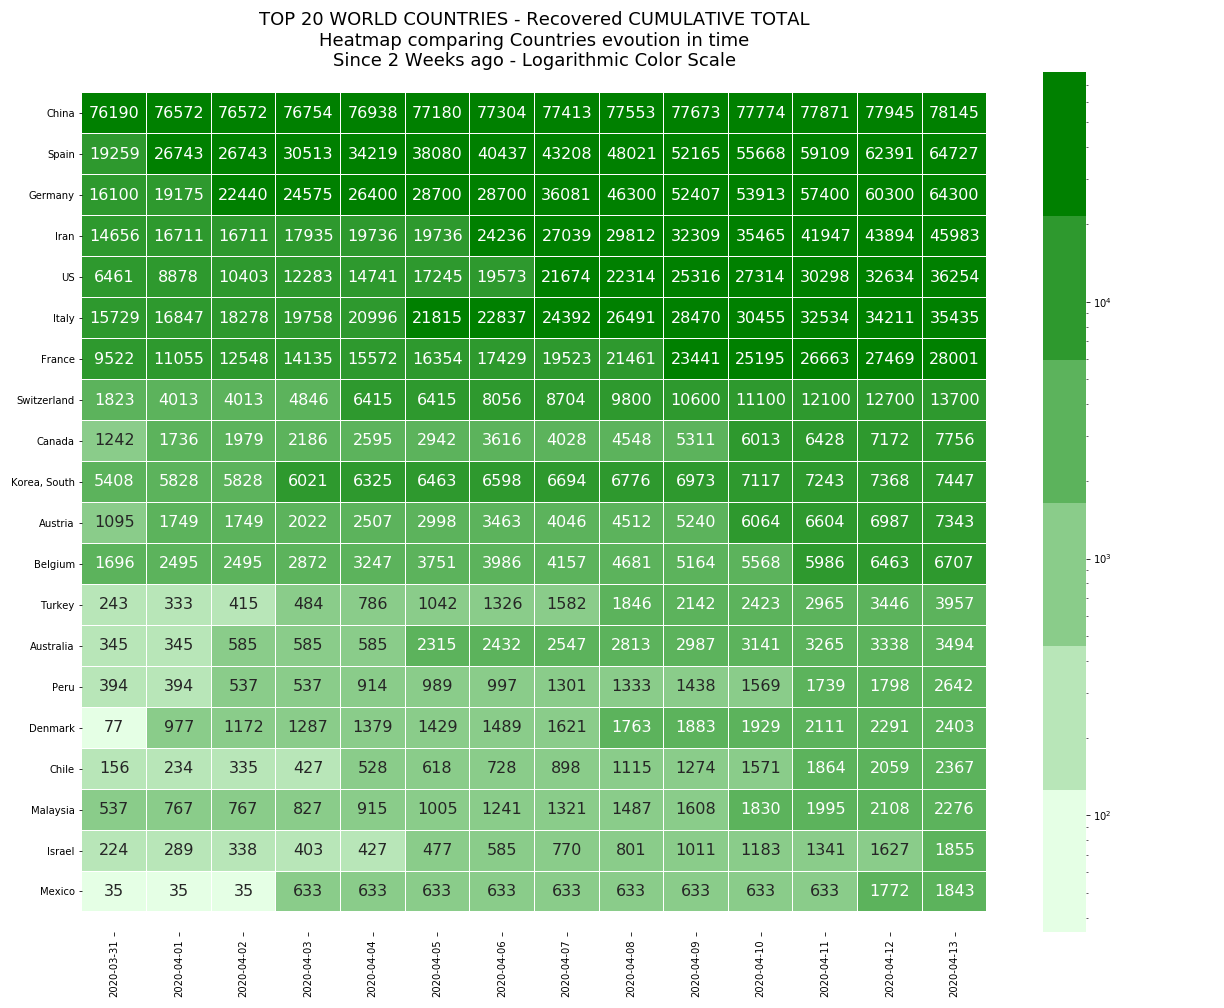 TOP 20 WORLD COUNTRIES - Recovered CUMULATIVE TOTAL
Heatmap comparing Countries evoution in time
Since 2 Weeks ago - Logarithmic Color Scale
China 76190 76572 76572 76754 76938 77180 77304 77413 77553 77673 77774 77871 77945 78145
Spain 19259 26743 26743 30513 34219 38080 40437 43208 48021 52165 55668 59109 62391 64727
Germany 16100 19175 22440 24575 26400 28700 28700 36081 46300 52407 53913 57400 60300 64300
Iran 14656 16711 16711 17935 19736 19736 24236 27039 29812 32309 35465 41947 43894 45983
US 6461 8878 10403 12283 14741 17245 19573 21674 22314 25316 27314 30298 32634 36254
Italy 15729 16847 18278 19758 20996 21815 22837 24392 26491 28470 30455 32534 34211 35435
France 9522 11055 12548 14135 15572 16354 17429 19523 21461 23441 25195 26663 27469 28001
Switzerland 1823 4013 4013 4846 6415 6415 8056 8704 9800 10600 11100 12100 12700 13700
Canada 1242 1736 1979 2186 2595 2942 3616 4028 4548 5311 6013 6428 7172 7756
Korea, South 5408 5828 5828 6021 6325 6463 6598 6694 6776 6973 7117 7243 7368 7447
Austria 1095 1749 1749 2022 2507 2998 3463 4046 4512 5240 6064 6604 6987 7343
Belgium 1696 2495 2495 2872 3247 3751 3986 4157 4681 5164 5568 5986 6463 6707
Turkey 243 333 415 484 786 1042 1326 1582 1846 2142 2423 2965 3446 3957
Australia 345 345 585 585 585 2315 2432 2547 2813 2987 3141 3265 3338 3494
Peru 394 394 537 537 914 989 997 1301 1333 1438 1569 1739 1798 2642
Denmark 77 977 1172 1287 1379 1429 1489 1621 1763 1883 1929 2111 2291 2403
Chile 156 234 335 427 528 618 728 898 1115 1274 1571 1864 2059 2367
Malaysia 537 767 767 827 915 1005 1241 1321 1487 1608 1830 1995 2108 2276
Israel 224 289 338 403 427 477 585 770 801 1011 1183 1341 1627 1855
Mexico 35 35 35 633 633 633 633 633 633 633 633 633 1772 1843
2020-03-31 2020-04-01 2020-04-02 2020-04-03 2020-04-04 2020-04-05 2020-04-06 2020-04-07 2020-04-08 2020-04-09 2020-04-10 2020-04-11 2020-04-12 2020-04-13
10⁴
10³
10²